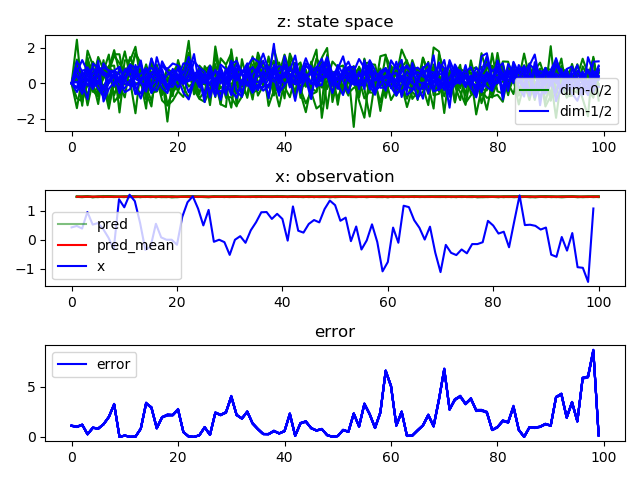 z: state space
2
0
−2
dim-0/2
dim-1/2
0 20 40 60 80 100
x: observation
1
0
−1
pred
pred_mean
x
0 20 40 60 80 100
error
5
0
error
0 20 40 60 80 100